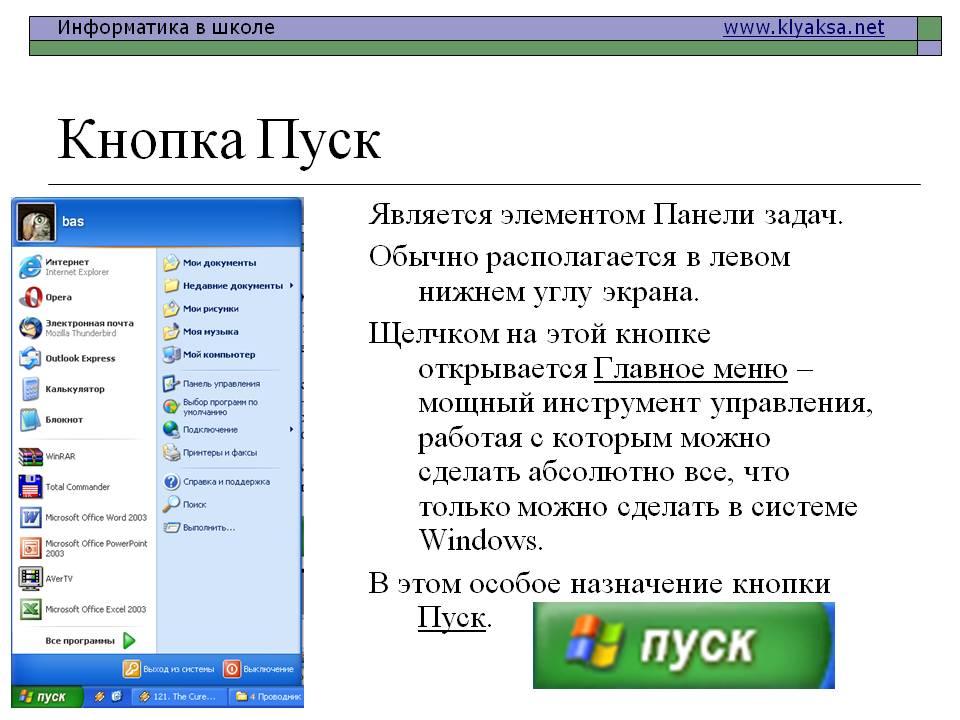 Информатика в школе
www.klyaksa.net
Кнопка Пуск
bas
Интернет
Internet Explorer
Opera
Электронная почта
Mozilla Thunderbird
Outlook Express
Калькулятор
Блокнот
WinRAR
Total Commander
Microsoft Office Word 2003
Microsoft Office PowerPoint
2003
AVerTV
Microsoft Office Excel 2003
Все программы
Мои документы
Недавние документы
Мои рисунки
Моя музыка
Мой компьютер
Панель управления
Выбор программ по
умолчанию
Подключение
Принтеры и факсы
Справка и поддержка
Поиск
Выполнить...
Выход из системы
Выключение
пуск
121. The Cure...
4 Проводник
Является элементом Панели задач.
Обычно располагается в левом
нижнем углу экрана.
Щелчком на этой кнопке
открывается Главное меню –
мощный инструмент управления,
работая с которым можно
сделать абсолютно все, что
только можно сделать в системе
Windows.
В этом особое назначение кнопки
Пуск.
пуск